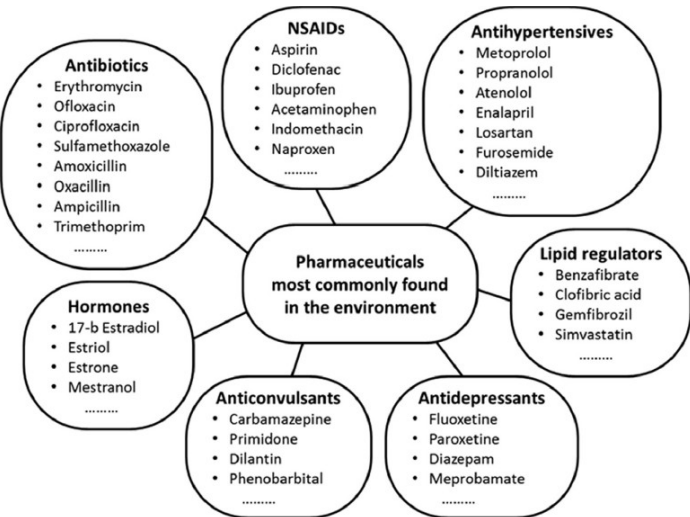 Antibiotics
• Erythromycin
• Ofloxacin
• Ciprofloxacin
• Sulfamethoxazole
• Amoxicillin
• Oxacillin
• Ampicillin
• Trimethoprim
.........
NSAIDs
• Aspirin
• Diclofenac
• Ibuprofen
• Acetaminophen
• Indomethacin
• Naproxen
.........
Antihypertensives
• Metoprolol
• Propranolol
• Atenolol
• Enalapril
• Losartan
• Furosemide
• Diltiazem
.........
Pharmaceuticals
most commonly found
in the environment
Lipid regulators
• Benzafibrate
• Clofibric acid
• Gemfibrozil
• Simvastatin
.........
Hormones
• 17-b Estradiol
• Estriol
• Estrone
• Mestranol
.........
Anticonvulsants
• Carbamazepine
• Primidone
• Dilantin
• Phenobarbital
.........
Antidepressants
• Fluoxetine
• Paroxetine
• Diazepam
• Meprobamate
.........